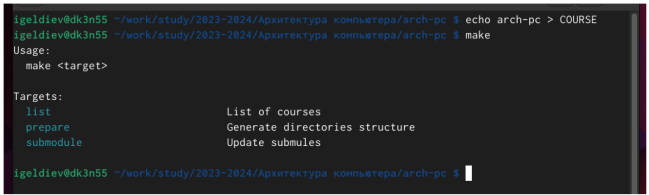 igeldiev@dk3n55 ~/work/study/2023-2024/Архитектура компьютера/arch-pc $ echo arch-pc > COURSE
igeldiev@dk3n55 ~/work/study/2023-2024/Архитектура компьютера/arch-pc $ make
Usage:
  make <target>

Targets:
  list                            List of courses
  prepare                         Generate directories structure
  submodule                       Update submules

igeldiev@dk3n55 ~/work/study/2023-2024/Архитектура компьютера/arch-pc $